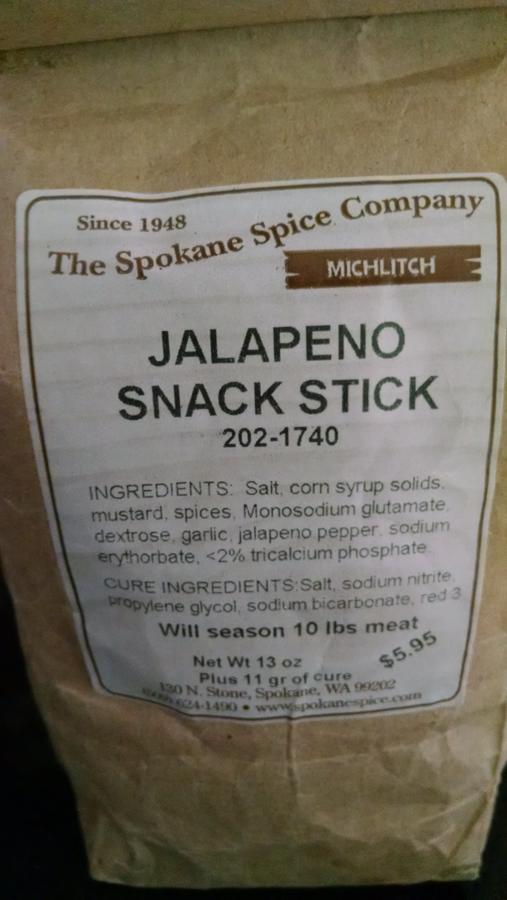 Since 1948
The Spokane Spice Company
MICHLITCH
JALAPENO
SNACK STICK
202-1740
INGREDIENTS: Salt, corn syrup solids,
mustard, spices, Monosodium glutamate,
dextrose, garlic, jalapeno pepper, sodium
erythorbate, <2% tricalcium phosphate.
CURE INGREDIENTS:Salt, sodium nitrite,
propylene glycol, sodium bicarbonate, red 3
Will season 10 lbs meat
$5.95
Net Wt 13 oz
Plus 11 gr of cure
130 N. Stone, Spokane, WA 99202
624-1490 • www.spokanespice.com